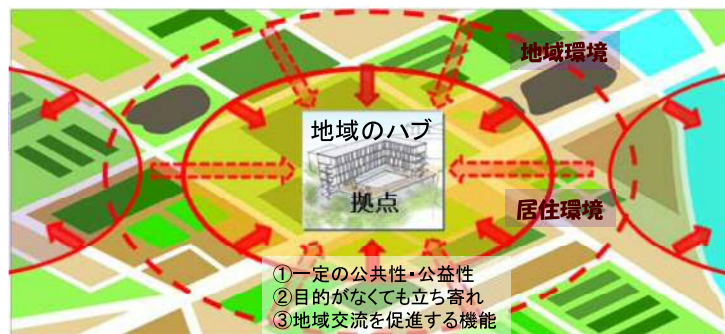 地域環境
地域のハブ
拠点
居住環境
①一定の公共性・公益性
②目的がなくても立ち寄れ
③地域交流を促進する機能